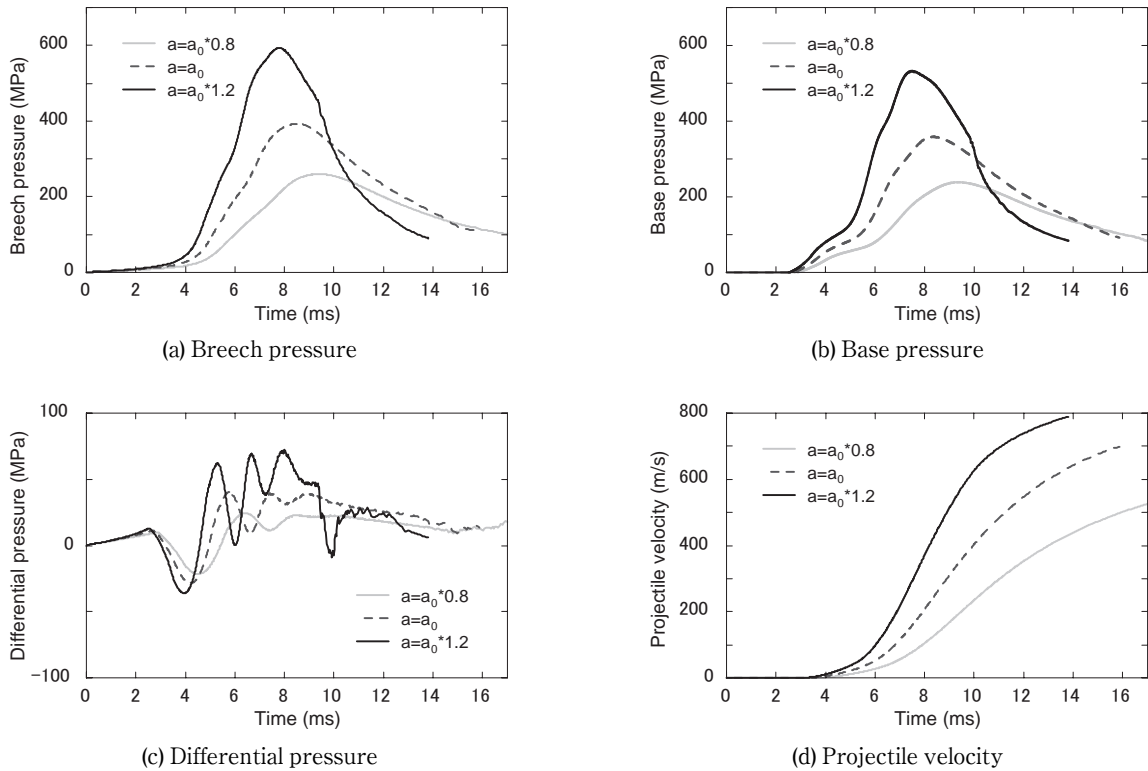 600
400
200
0
Breech pressure (MPa)
a=a0*0.8
a=a0
a=a0*1.2
0 2 4 6 8 10 12 14 16
Time (ms)
(a) Breech pressure
600
400
200
0
Base pressure (MPa)
a=a0*0.8
a=a0
a=a0*1.2
0 2 4 6 8 10 12 14 16
Time (ms)
(b) Base pressure
100
0
−100
Differential pressure (MPa)
a=a0*0.8
a=a0
a=a0*1.2
0 2 4 6 8 10 12 14 16
Time (ms)
(c) Differential pressure
800
600
400
200
0
Projectile velocity (m/s)
a=a0*0.8
a=a0
a=a0*1.2
0 2 4 6 8 10 12 14 16
Time (ms)
(d) Projectile velocity